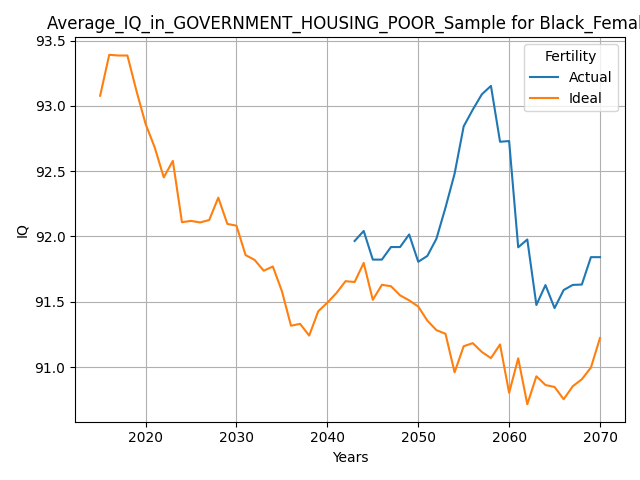 Average_IQ_in_GOVERNMENT_HOUSING_POOR_Sample for Black_Femal
93.5
93.0
92.5
92.0
91.5
91.0
IQ
Fertility
Actual
Ideal
2020 2030 2040 2050 2060 2070
Years